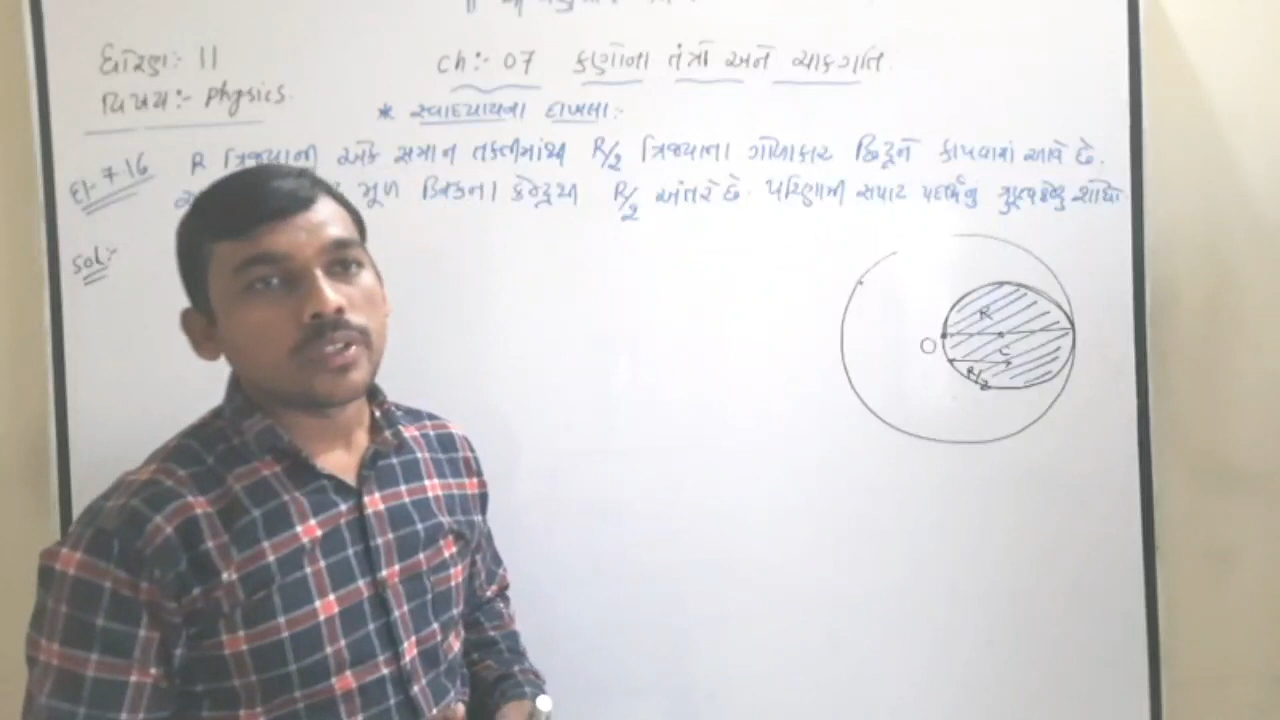 ધોરણ:- 11
વિષય:- physics.
ch:- 07 કણોના તંત્રો અને ચાકગતિ.
* સ્વાધ્યાયના દાખલા:-
દા-7.16
R ત્રિજ્યાની એક સમાન તકતીમાંથી R/2 ત્રિજ્યાના ગોળાકાર છિદ્રને કાપવામાં આવે છે.
મૂળ ડિસ્કના કેન્દ્રથી R/2 અંતરે છે. પરિણામી સપાટ પદાર્થનું ગુરુત્વકેન્દ્ર શોધો.
Sol:-
R
O
C
R/2